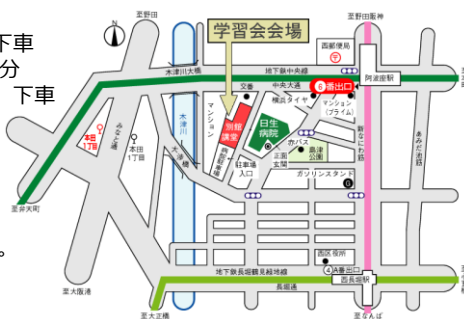 下車
分
下車
。
至野田
至野田阪神
N
学習会会場
西郵便局
木津川大橋
地下鉄中央線
阿波座駅
交番
中央大通
⑥番出口
横浜タイヤ
マンション
(プライム)
マンション
木津川
別館
講堂
日生
病院
本田
1丁目
みなと通
本田
1丁目
大津橋
赤バス
島津
公園
正面
玄関
駐車場
入口
ガソリンスタンド
新なにわ筋
あみだ池筋
至弁天町
西区役所
④A番出口
地下鉄長堀鶴見緑地線
西長堀駅
長堀通
至大阪港
至大正橋
至なんば